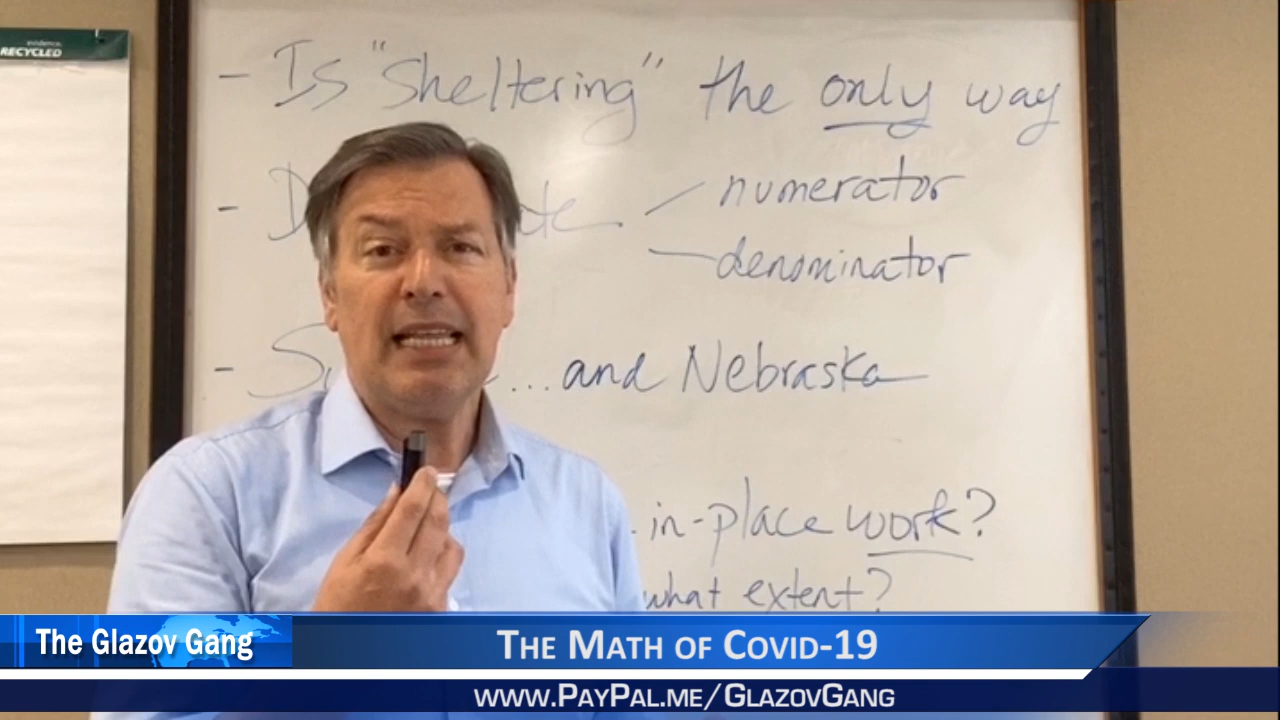 evidence
RECYCLED
- Is "Sheltering" the only way
- numerator
denominator
- ...and Nebraska
in-place work?
what extent?
The Glazov Gang
THE MATH OF COVID-19
WWW.PAYPAL.ME/GLAZOVGANG